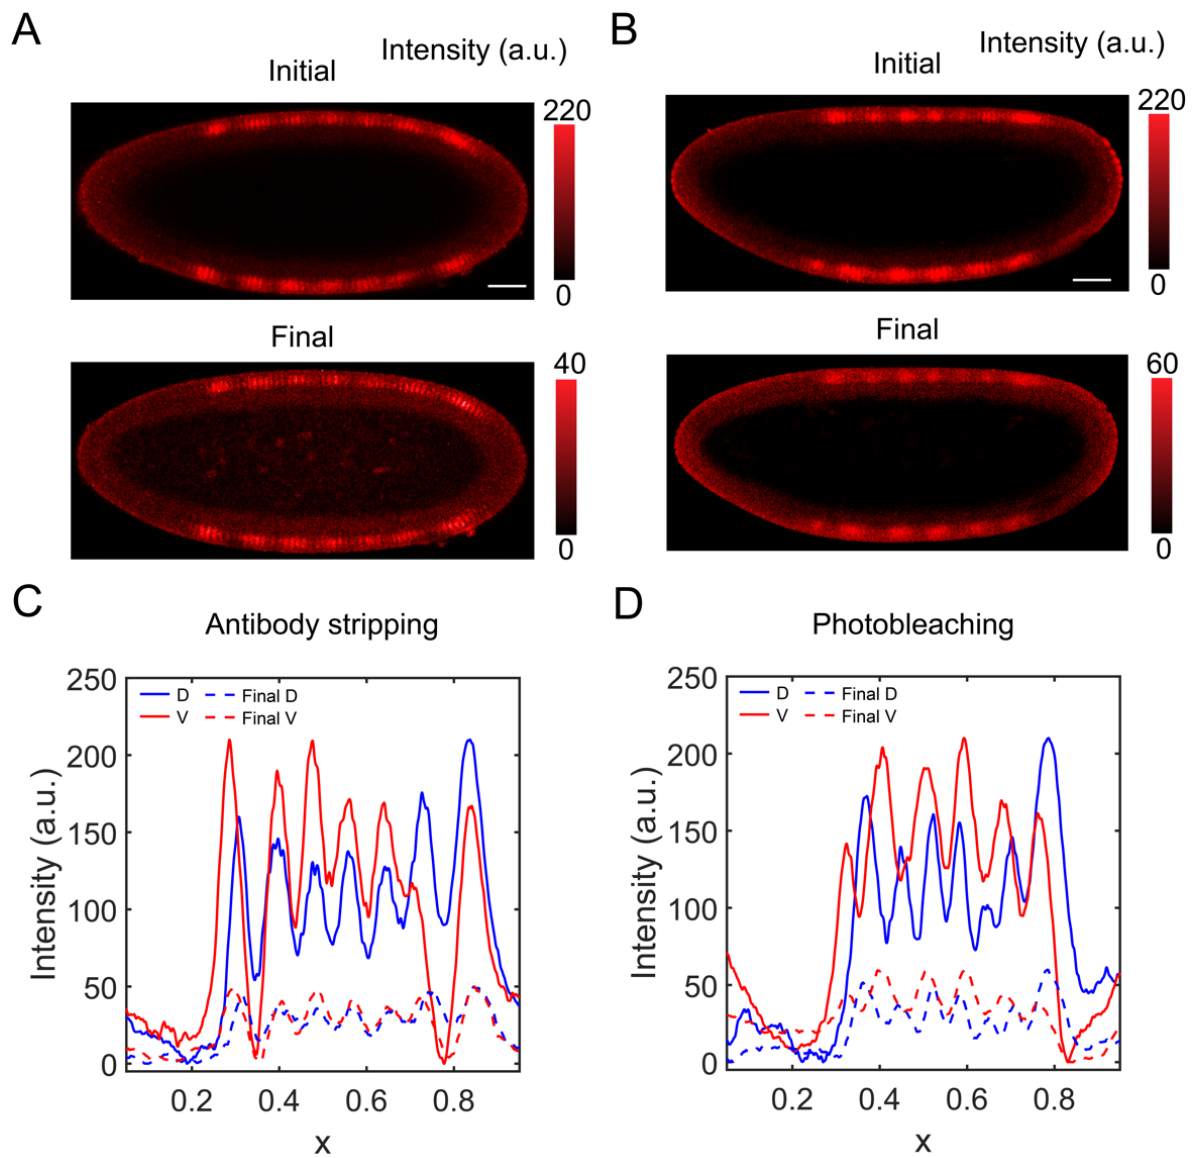 A
Intensity (a.u.)
Initial
220
0
Final
40
0
B
Intensity (a.u.)
Initial
220
0
Final
60
0
C
Antibody stripping
250
200
150
100
50
0
Intensity (a.u.)
D
Final D
V
Final V
0.2
0.4
0.6
0.8
x
D
Photobleaching
250
200
150
100
50
0
Intensity (a.u.)
D
Final D
V
Final V
0.2
0.4
0.6
0.8
x